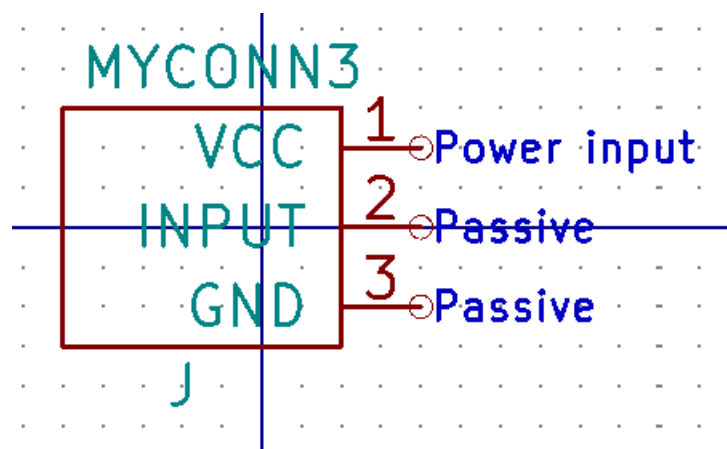 MYCONN3
VCC 1 Power input
INPUT 2 Passive
GND 3 Passive
J